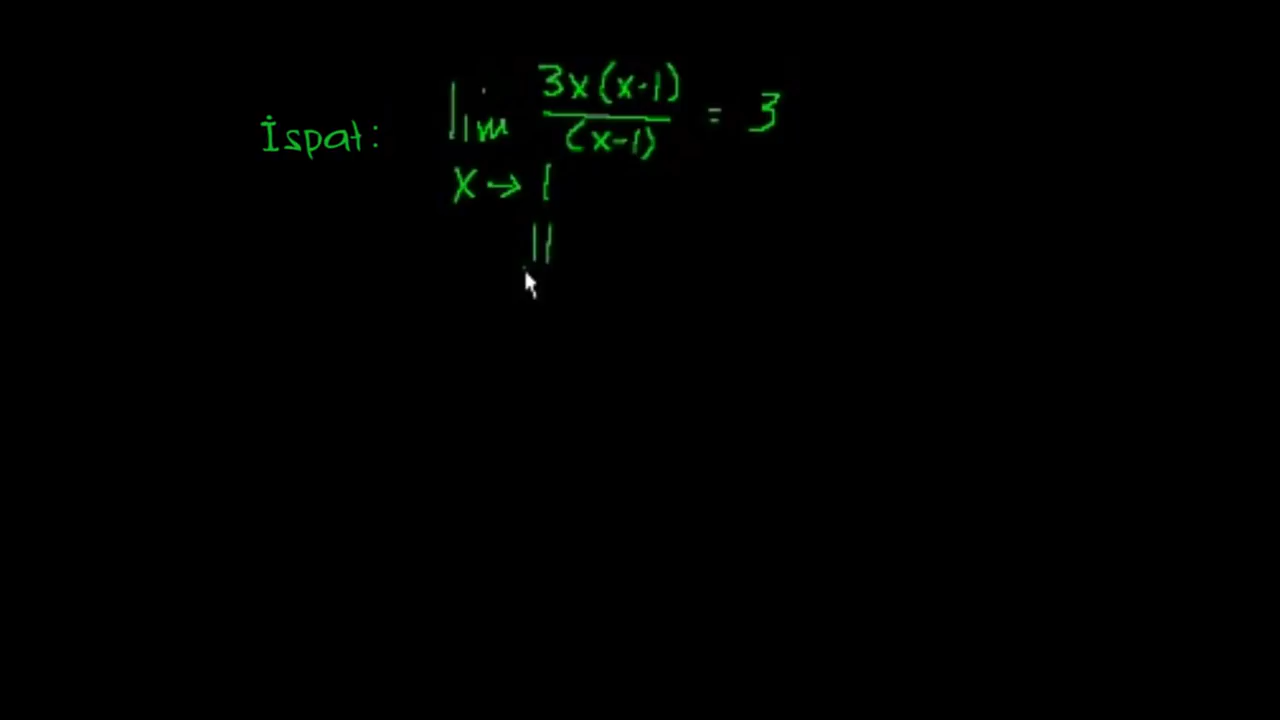 İspat: lim 3x(x-1) / (x-1) = 3
x → 1
||